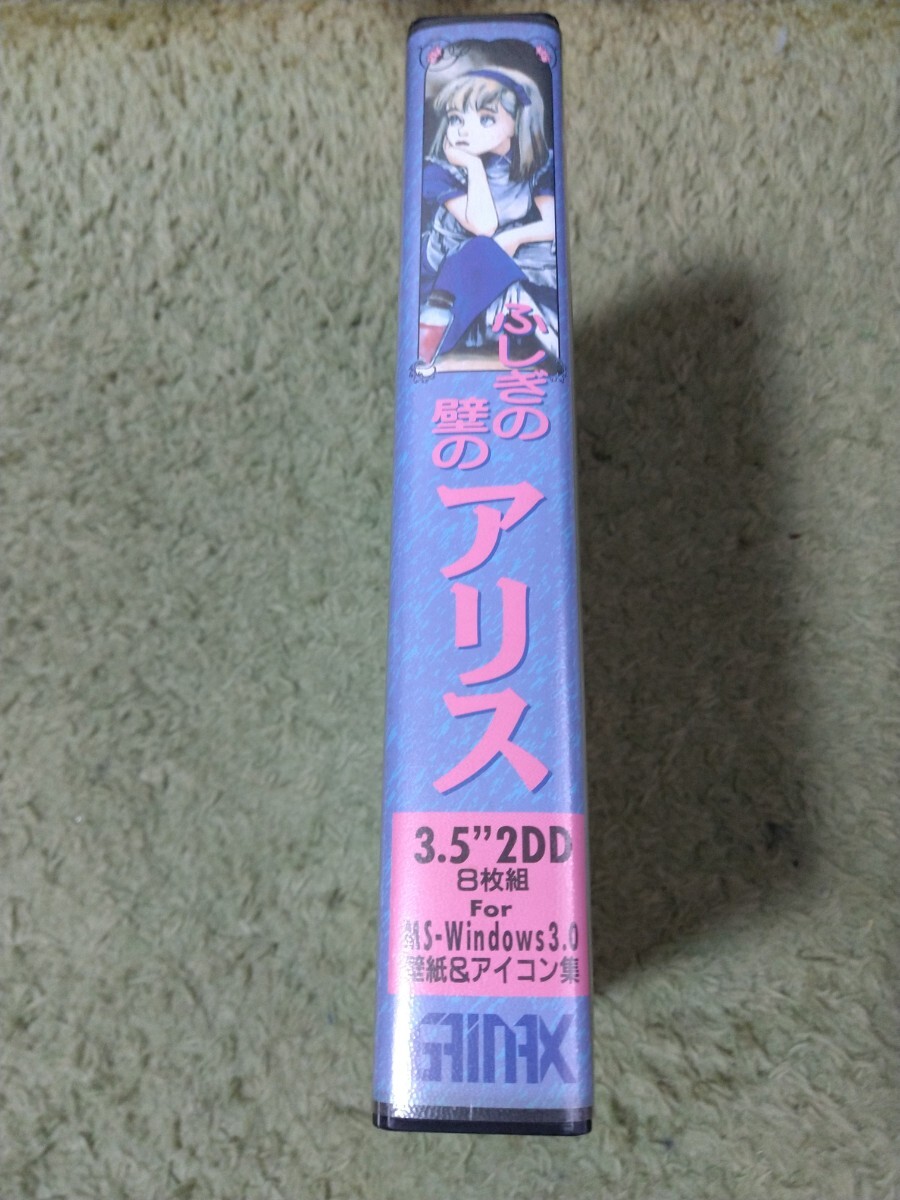 ふしぎの
壁の
アリス
3.5”2DD
8枚組
For
MS-Windows3.0
壁紙&アイコン集
GAINAX